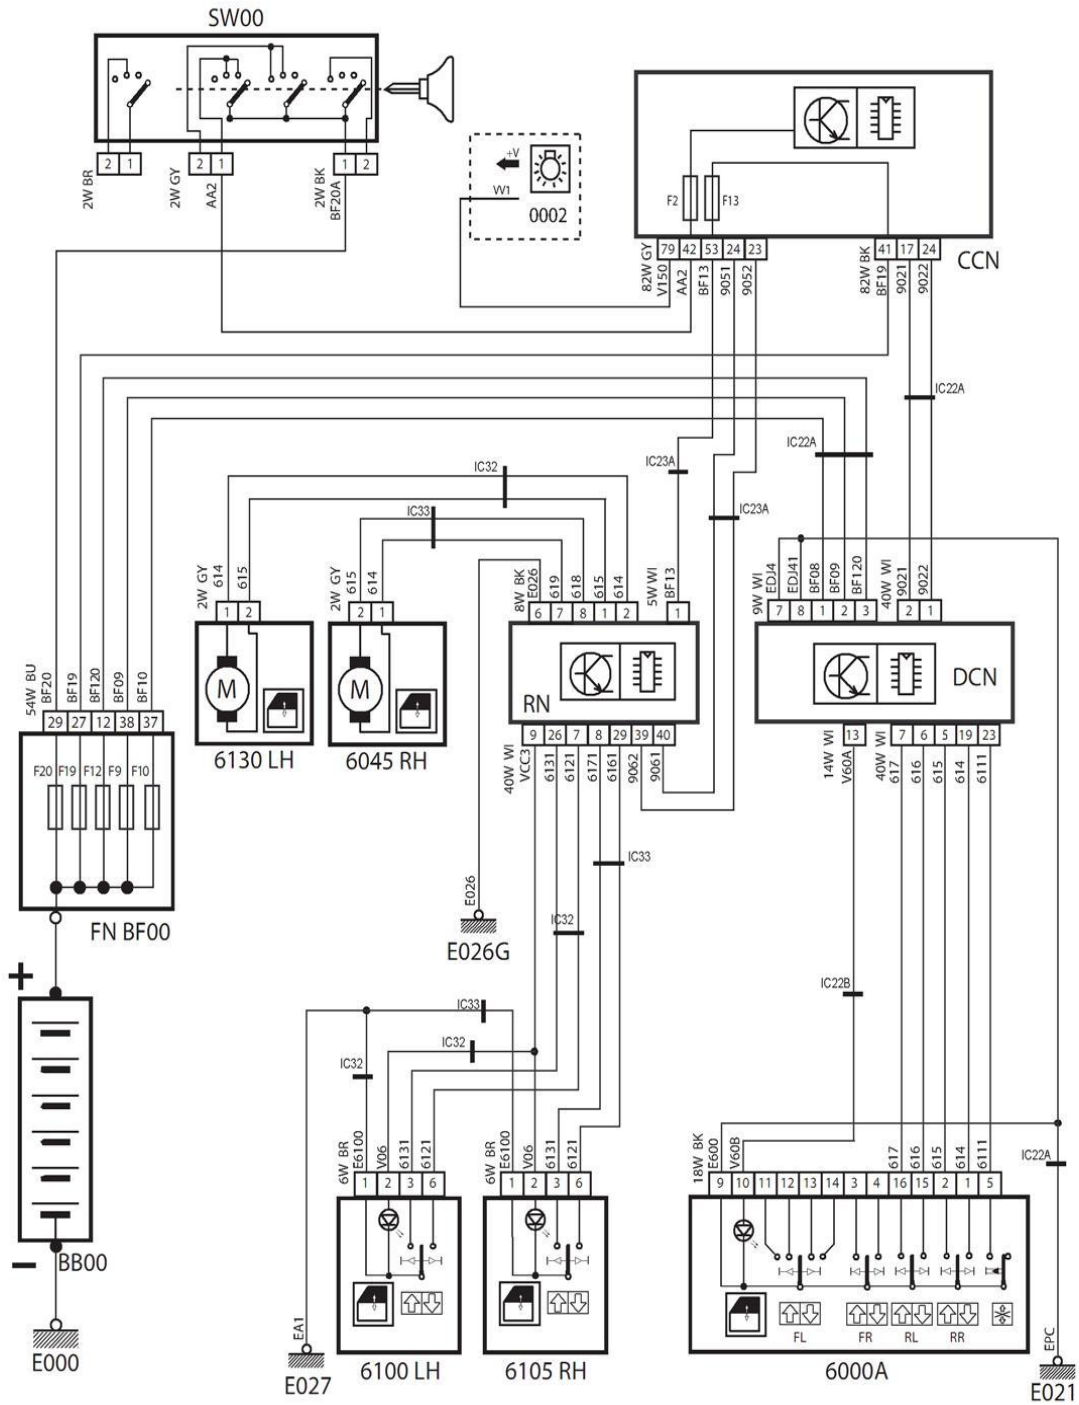 SW00
2 1
2 1
1 2
2W BR
2W GY
AA2
2W BK
BF20A
+V
VV1
0002
F2
F13
79 42 53 24 23
41 17 24
CCN
82W GY
V150
AA2
BF13
9051
9052
82W BK
BF19
9021
9022
IC22A
IC22A
IC23A
IC23A
IC32
IC33
2W GY
614
615
2W GY
615
614
8W BK
E026
619
618
615
614
5W WI
BF13
9W WI
EDJ4
EDJ41
BF08
BF09
BF120
40W WI
9021
9022
1 2
2 1
6 7 8 1 2
1
7 8 1 2 3
2 1
M
M
RN
DCN
6130 LH
6045 RH
54W BU
BF20
BF19
BF120
BF09
BF10
29 27 12 38 37
F20 F19 F12 F9 F10
FN BF00
9 26 7 8 29 39 40
40W WI
VCC3
6131
6121
6171
6161
9062
9061
13
7 6 5 19 23
14W WI
V60A
40W WI
617
616
615
614
6111
IC33
E026
E026G
IC32
IC22B
+
IC33
IC32
IC32
IC22A
6W BR
E6100
V06
6131
6121
6W BR
E6100
V06
6131
6121
18W BK
E600
V60B
617
616
615
614
6111
1 2 3 6
1 2 3 6
9 10 11 12 13 14 3 4 16 15 2 1 5
−
BB00
EA1
EPC
FL FR RL RR
E000
E027
6100 LH
6105 RH
6000A
E021